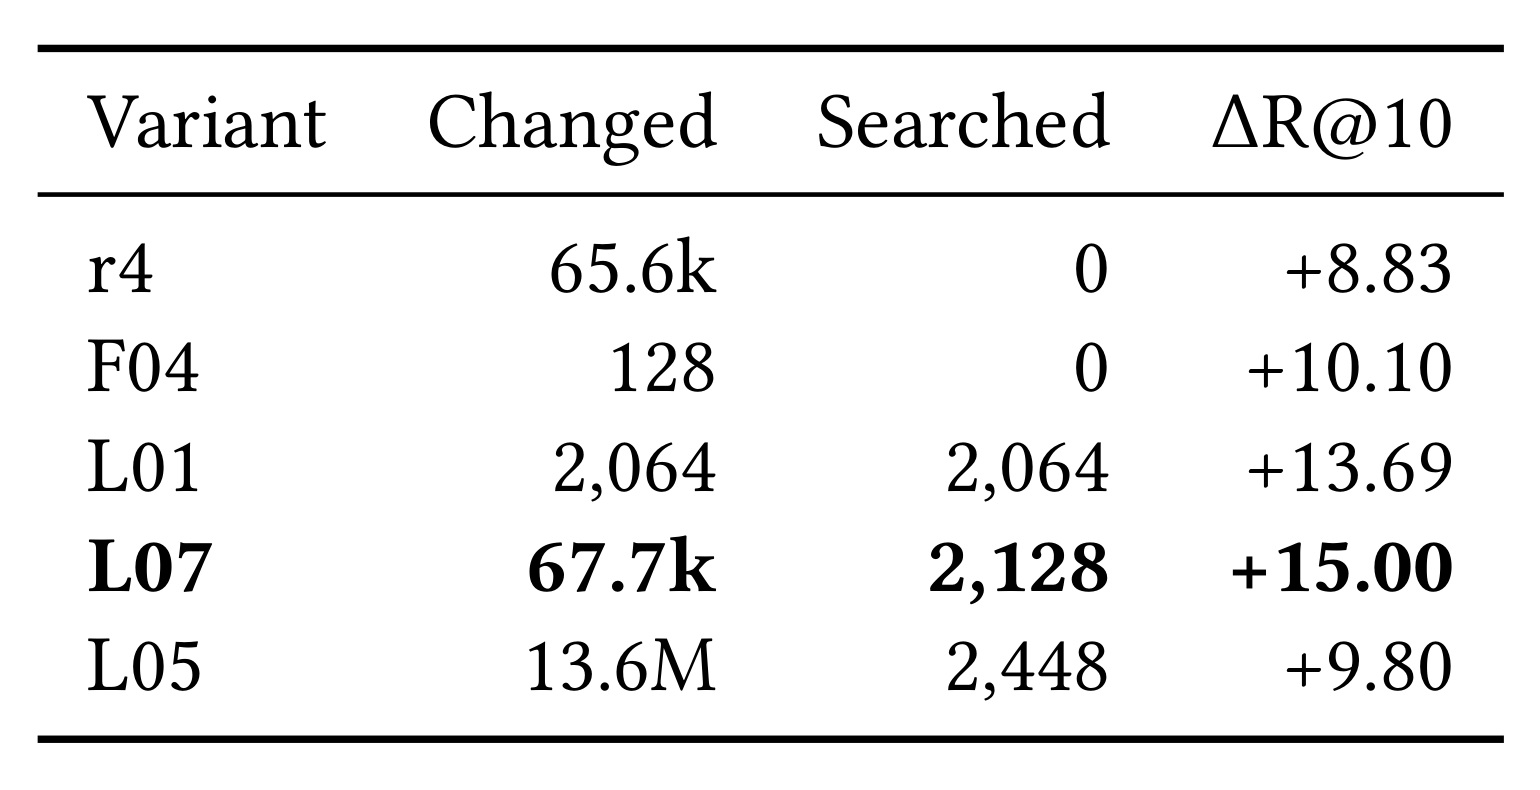 Variant Changed Searched ΔR@10
r4 65.6k 0 +8.83
F04 128 0 +10.10
L01 2,064 2,064 +13.69
L07 67.7k 2,128 +15.00
L05 13.6M 2,448 +9.80